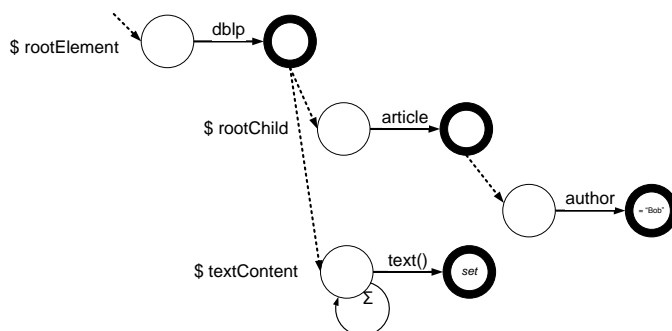 dblp
$ rootElement
article
$ rootChild
author
= "Bob"
text()
$ textContent
set
Σ